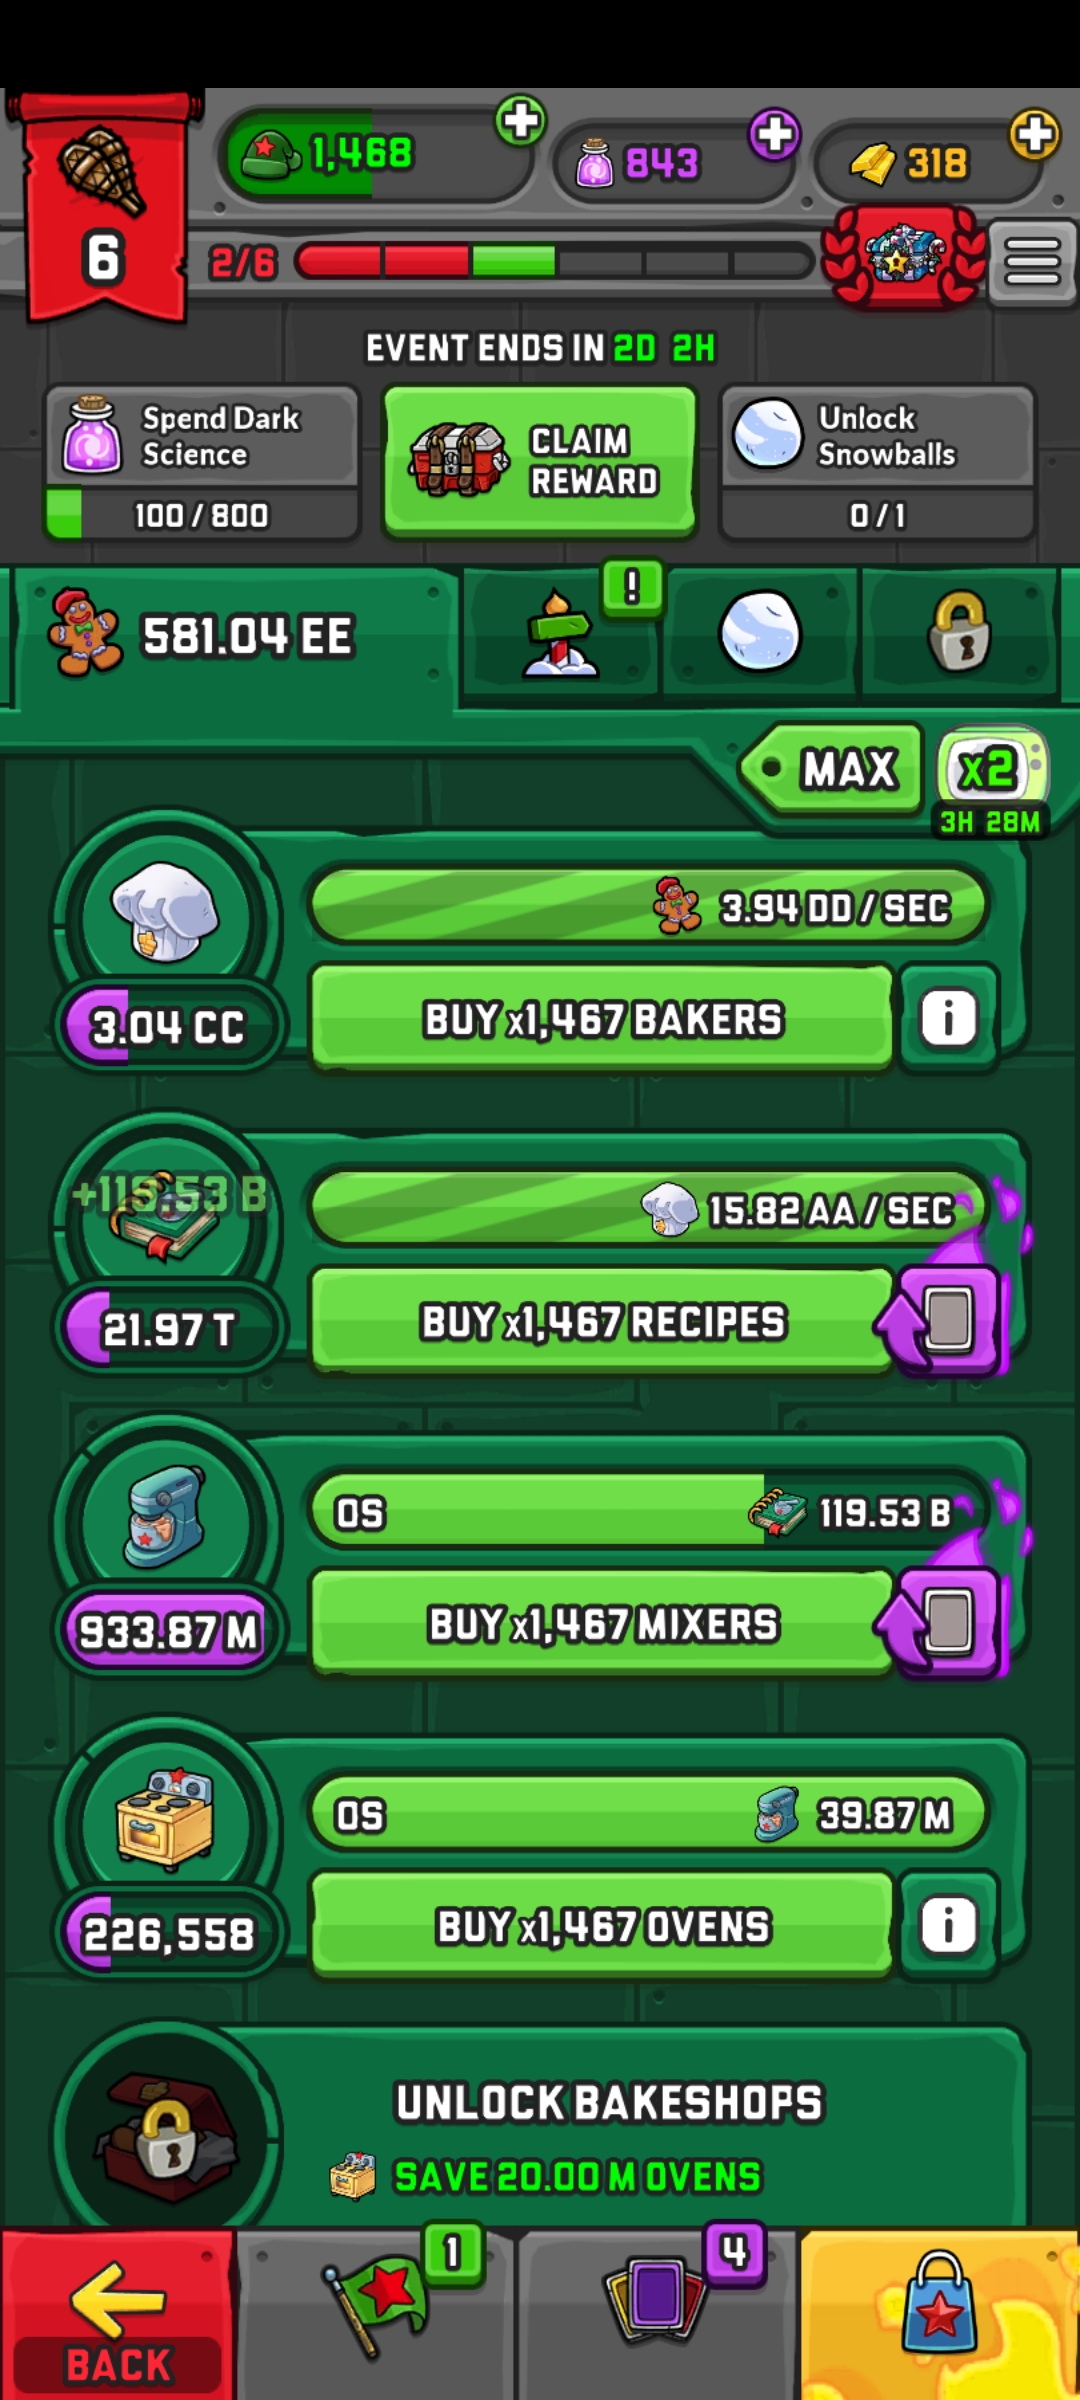 1,468
843
318
6
2/6
EVENT ENDS IN 2D 2H
Spend Dark
Science
100 / 800
CLAIM
REWARD
Unlock
Snowballs
0 / 1
581.04 EE
!
MAX
x2
3H 28M
3.94 DD / SEC
3.04 CC
BUY x1,467 BAKERS
i
+119.53 B
15.82 AA / SEC
21.97 T
BUY x1,467 RECIPES
0S
119.53 B
933.87 M
BUY x1,467 MIXERS
0S
39.87 M
226,558
BUY x1,467 OVENS
i
UNLOCK BAKESHOPS
SAVE 20.00 M OVENS
BACK
1
4